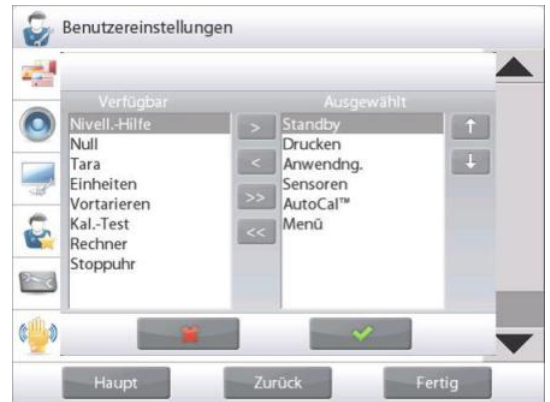 Benutzereinstellungen
Verfügbar
Ausgewählt
Nivell.-Hilfe
Null
Tara
Einheiten
Vortarieren
Kal.-Test
Rechner
Stoppuhr
>
<
>>
<<
Standby
Drucken
Anwendng.
Sensoren
AutoCal™
Menü
↑
↓
Haupt
Zurück
Fertig